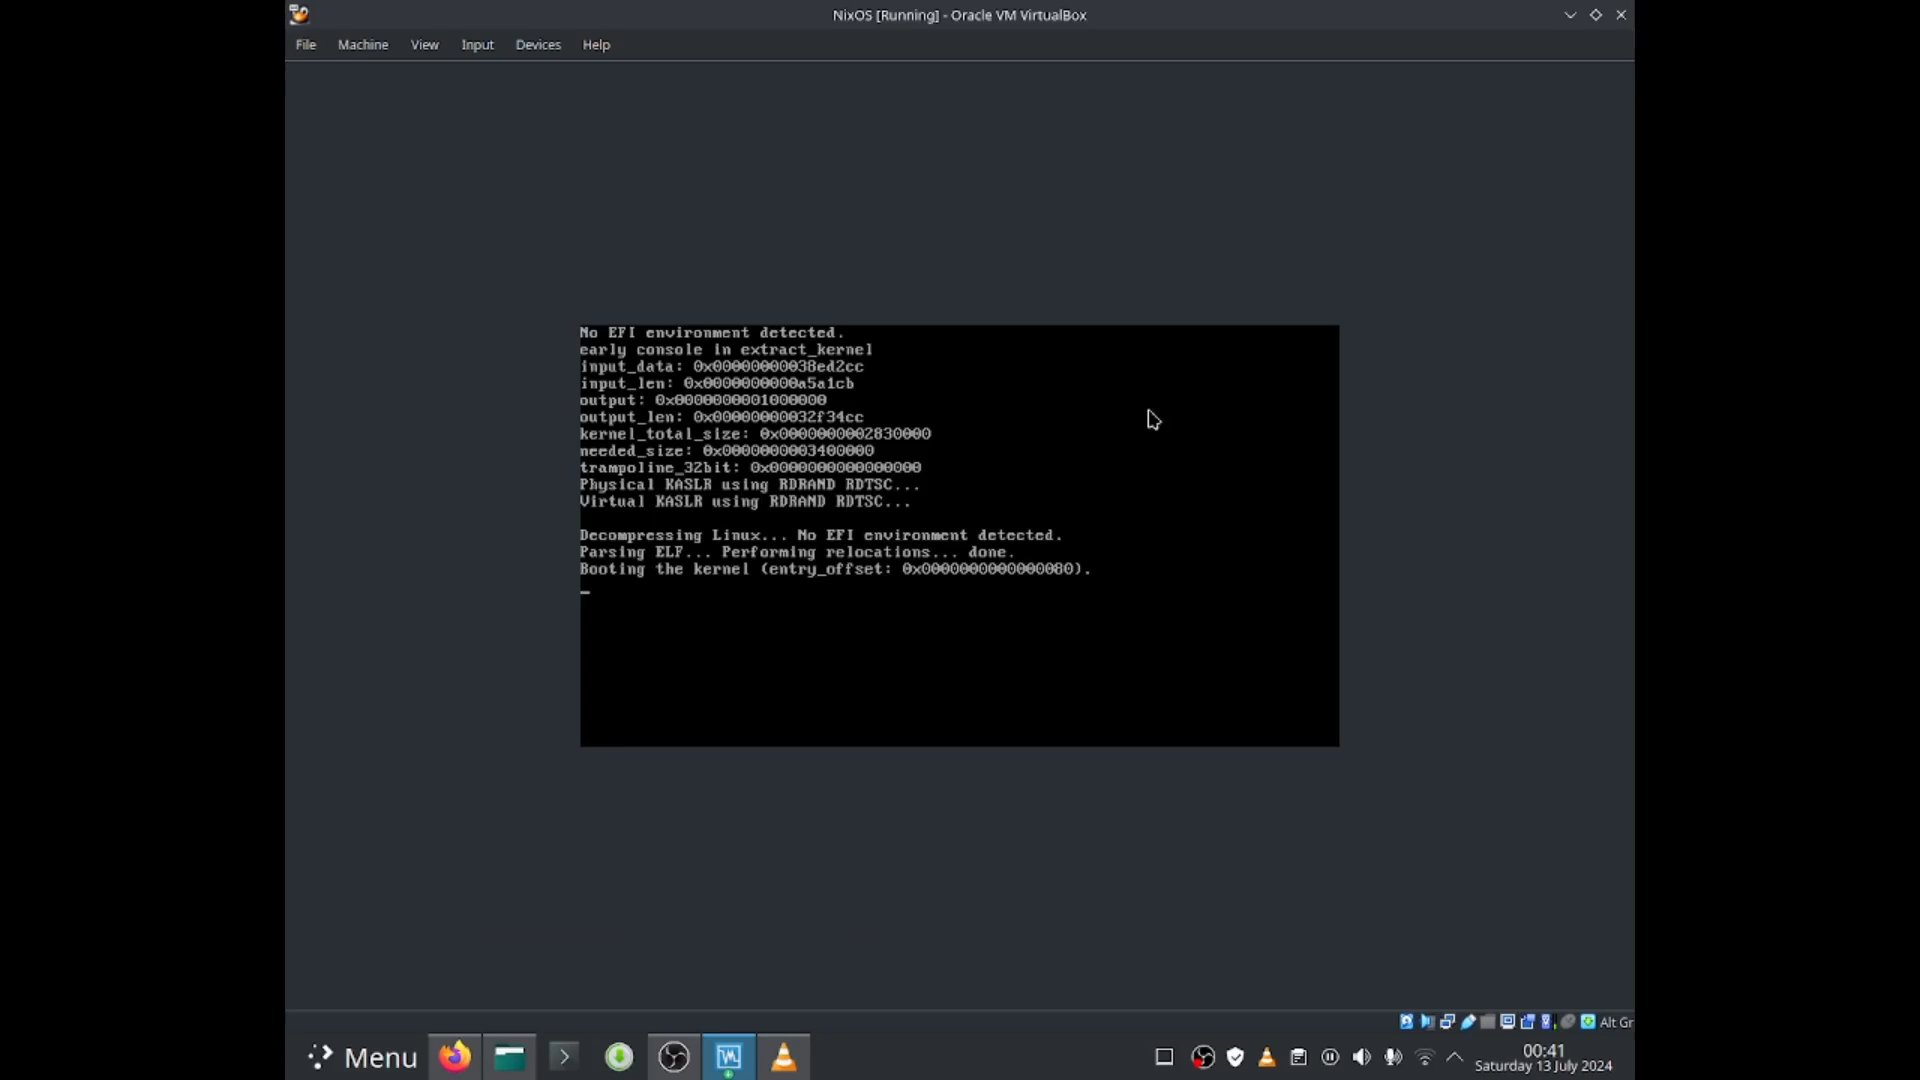 NixOS [Running] - Oracle VM VirtualBox
File Machine View Input Devices Help
No EFI environment detected.
early console in extract_kernel
input_data: 0x00000000038ed2cc
input_len: 0x0000000000a5a1cb
output: 0x0000000001000000
output_len: 0x00000000032f34cc
kernel_total_size: 0x0000000002830000
needed_size: 0x0000000003400000
trampoline_32bit: 0x0000000000000000
Physical KASLR using RDRAND RDTSC...
Virtual KASLR using RDRAND RDTSC...
Decompressing Linux... No EFI environment detected.
Parsing ELF... Performing relocations... done.
Booting the kernel (entry_offset: 0x0000000000000080).
Alt Gr
Menu
00:41
Saturday 13 July 2024